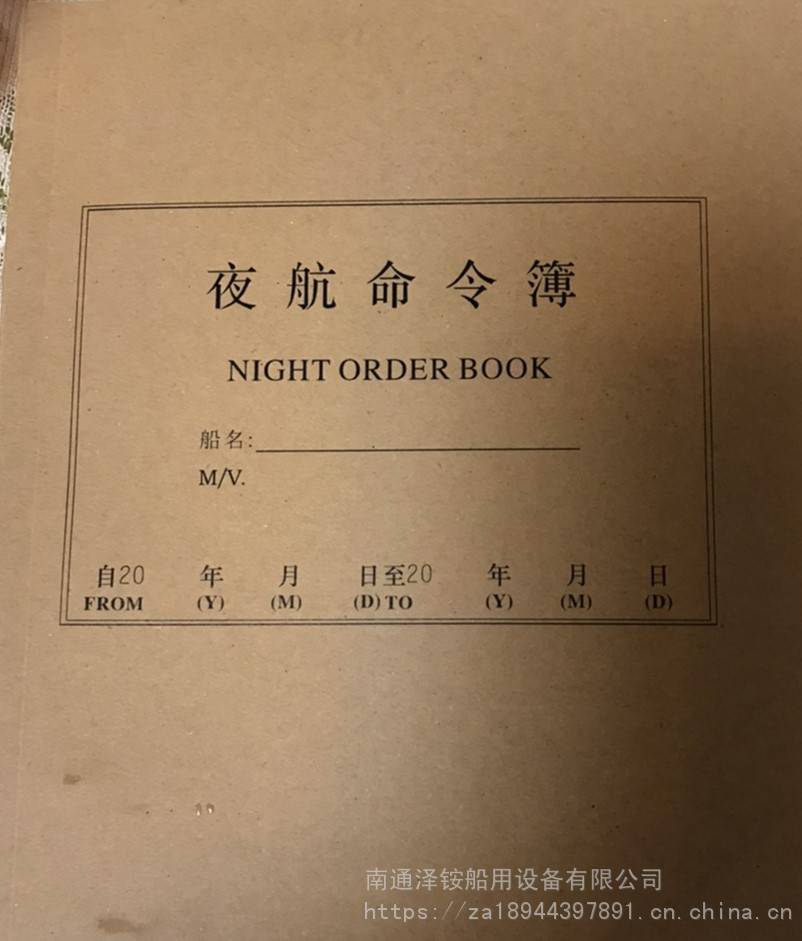 夜航命令簿
NIGHT ORDER BOOK
船名:
M/V.
自20 年 月 日至20 年 月 日
FROM (Y) (M) (D) TO (Y) (M) (D)
南通泽铵船用设备有限公司
https://za18944397891.cn.china.cn